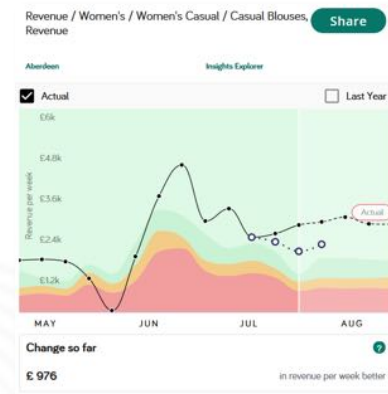 Revenue / Women's / Women's Casual / Casual Blouses,
Revenue
Share
Aberdeen
Insights Explorer
Actual
Last Year
£6k
£4.8k
£3.6k
£2.4k
£1.2k
Revenue per week
Actual
MAY
JUN
JUL
AUG
Change so far
?
£ 976
in revenue per week better